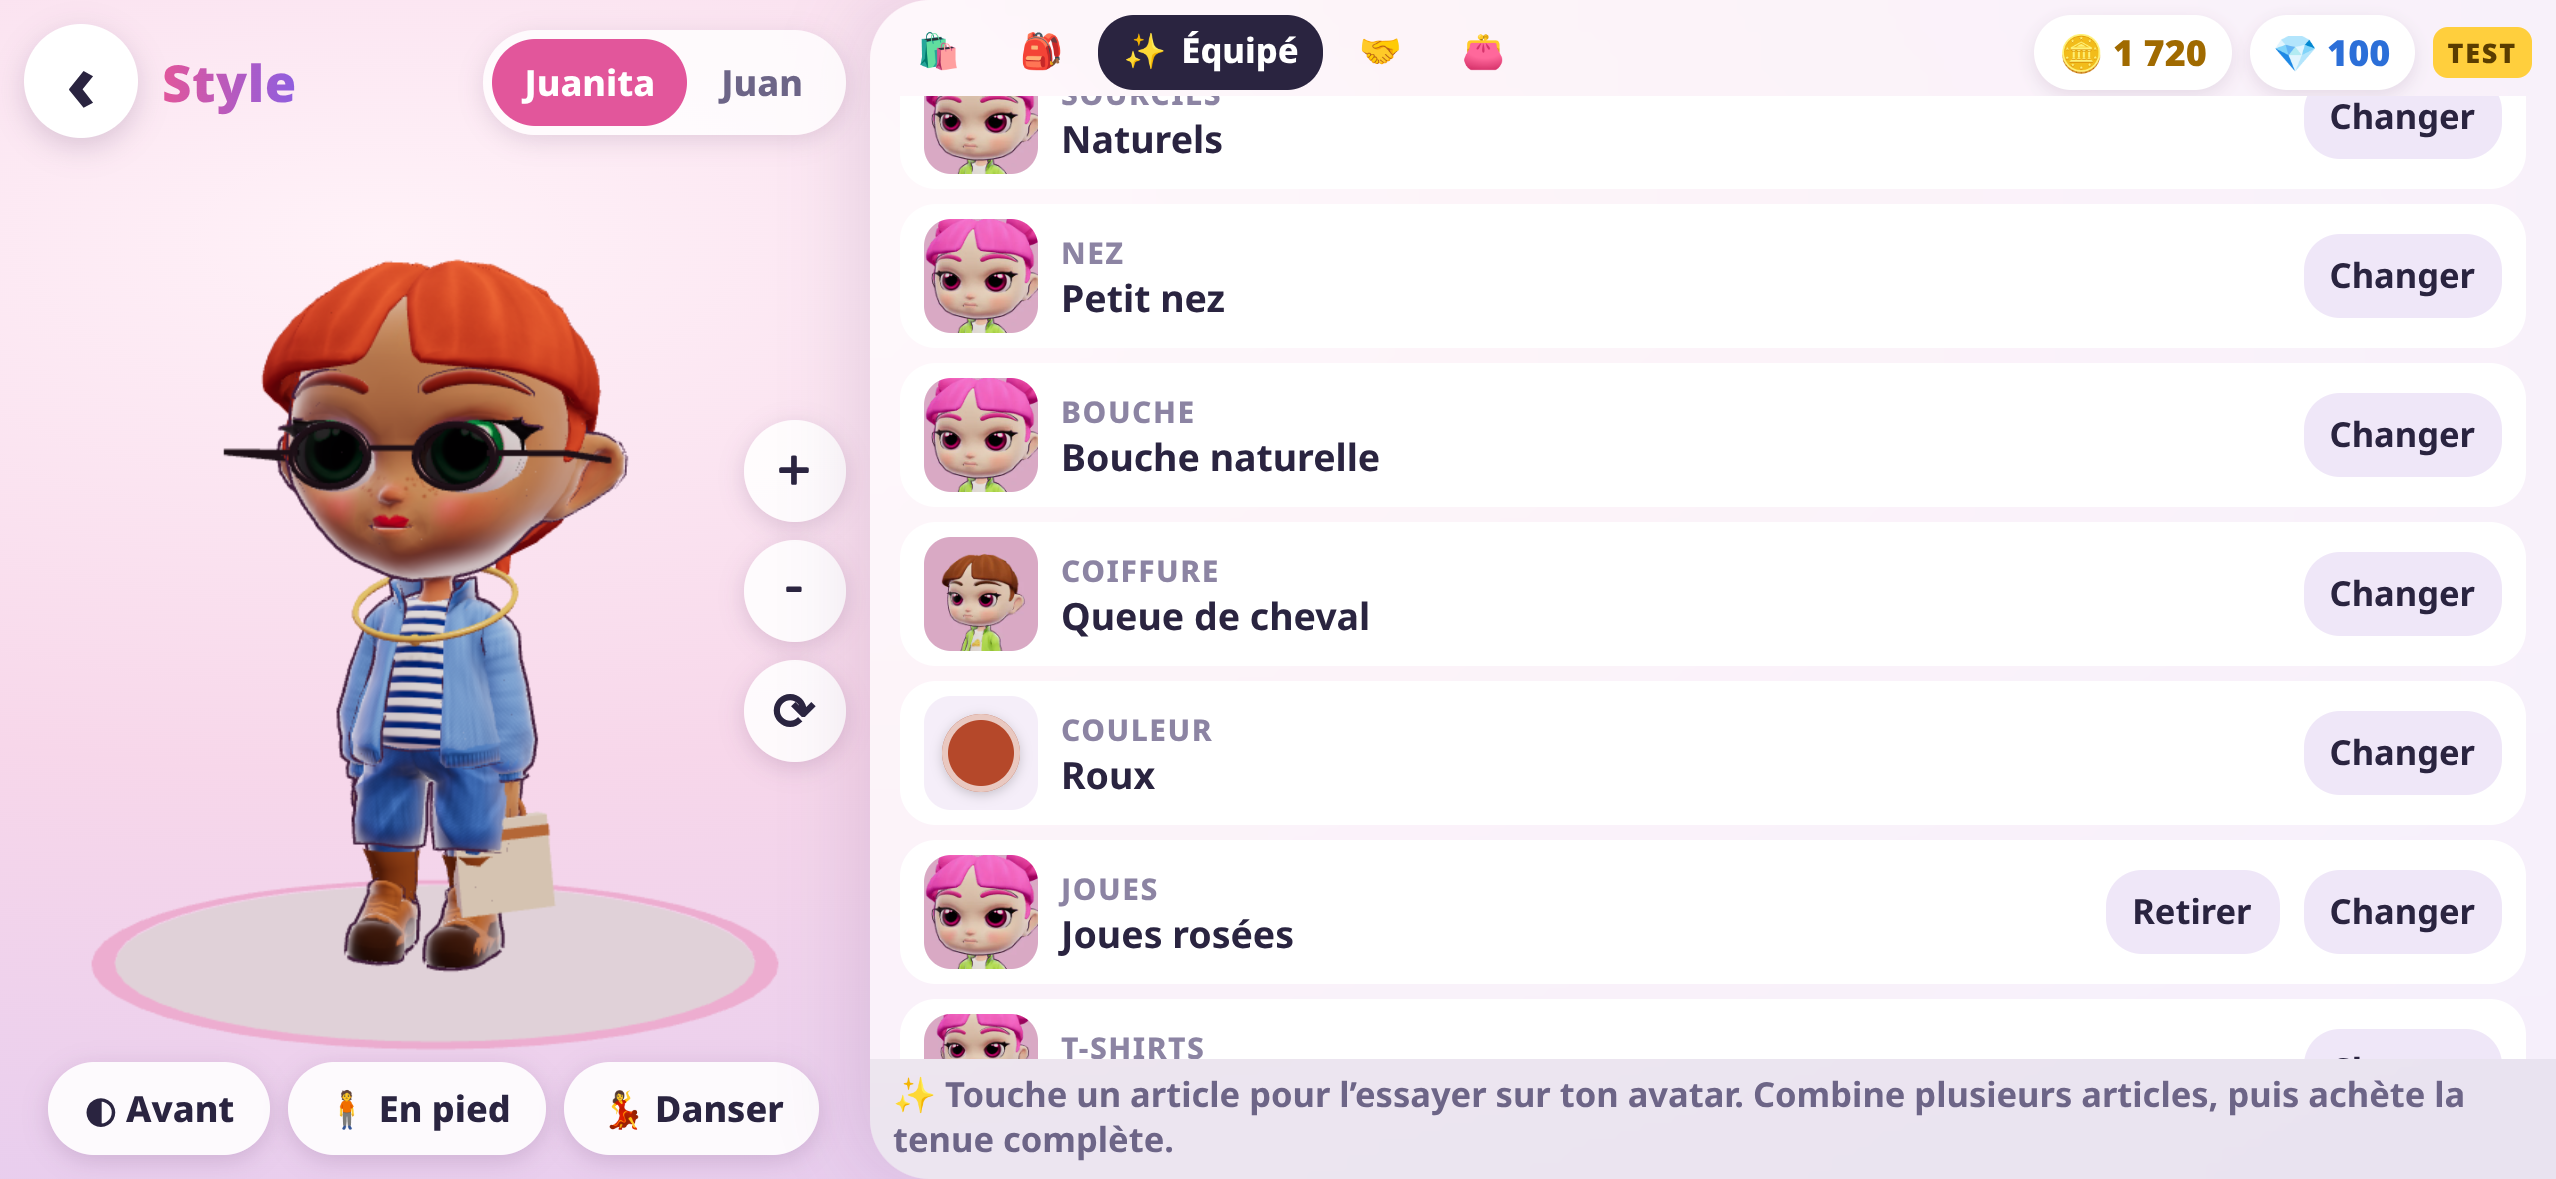 Style
Juanita
Juan
Équipé
1 720
100
TEST
SOURCILS
Naturels
Changer
NEZ
Petit nez
Changer
BOUCHE
Bouche naturelle
Changer
COIFFURE
Queue de cheval
Changer
COULEUR
Roux
Changer
JOUES
Joues rosées
Retirer
Changer
T-SHIRTS
+
-
Avant
En pied
Danser
✨ Touche un article pour l’essayer sur ton avatar. Combine plusieurs articles, puis achète la
tenue complète.